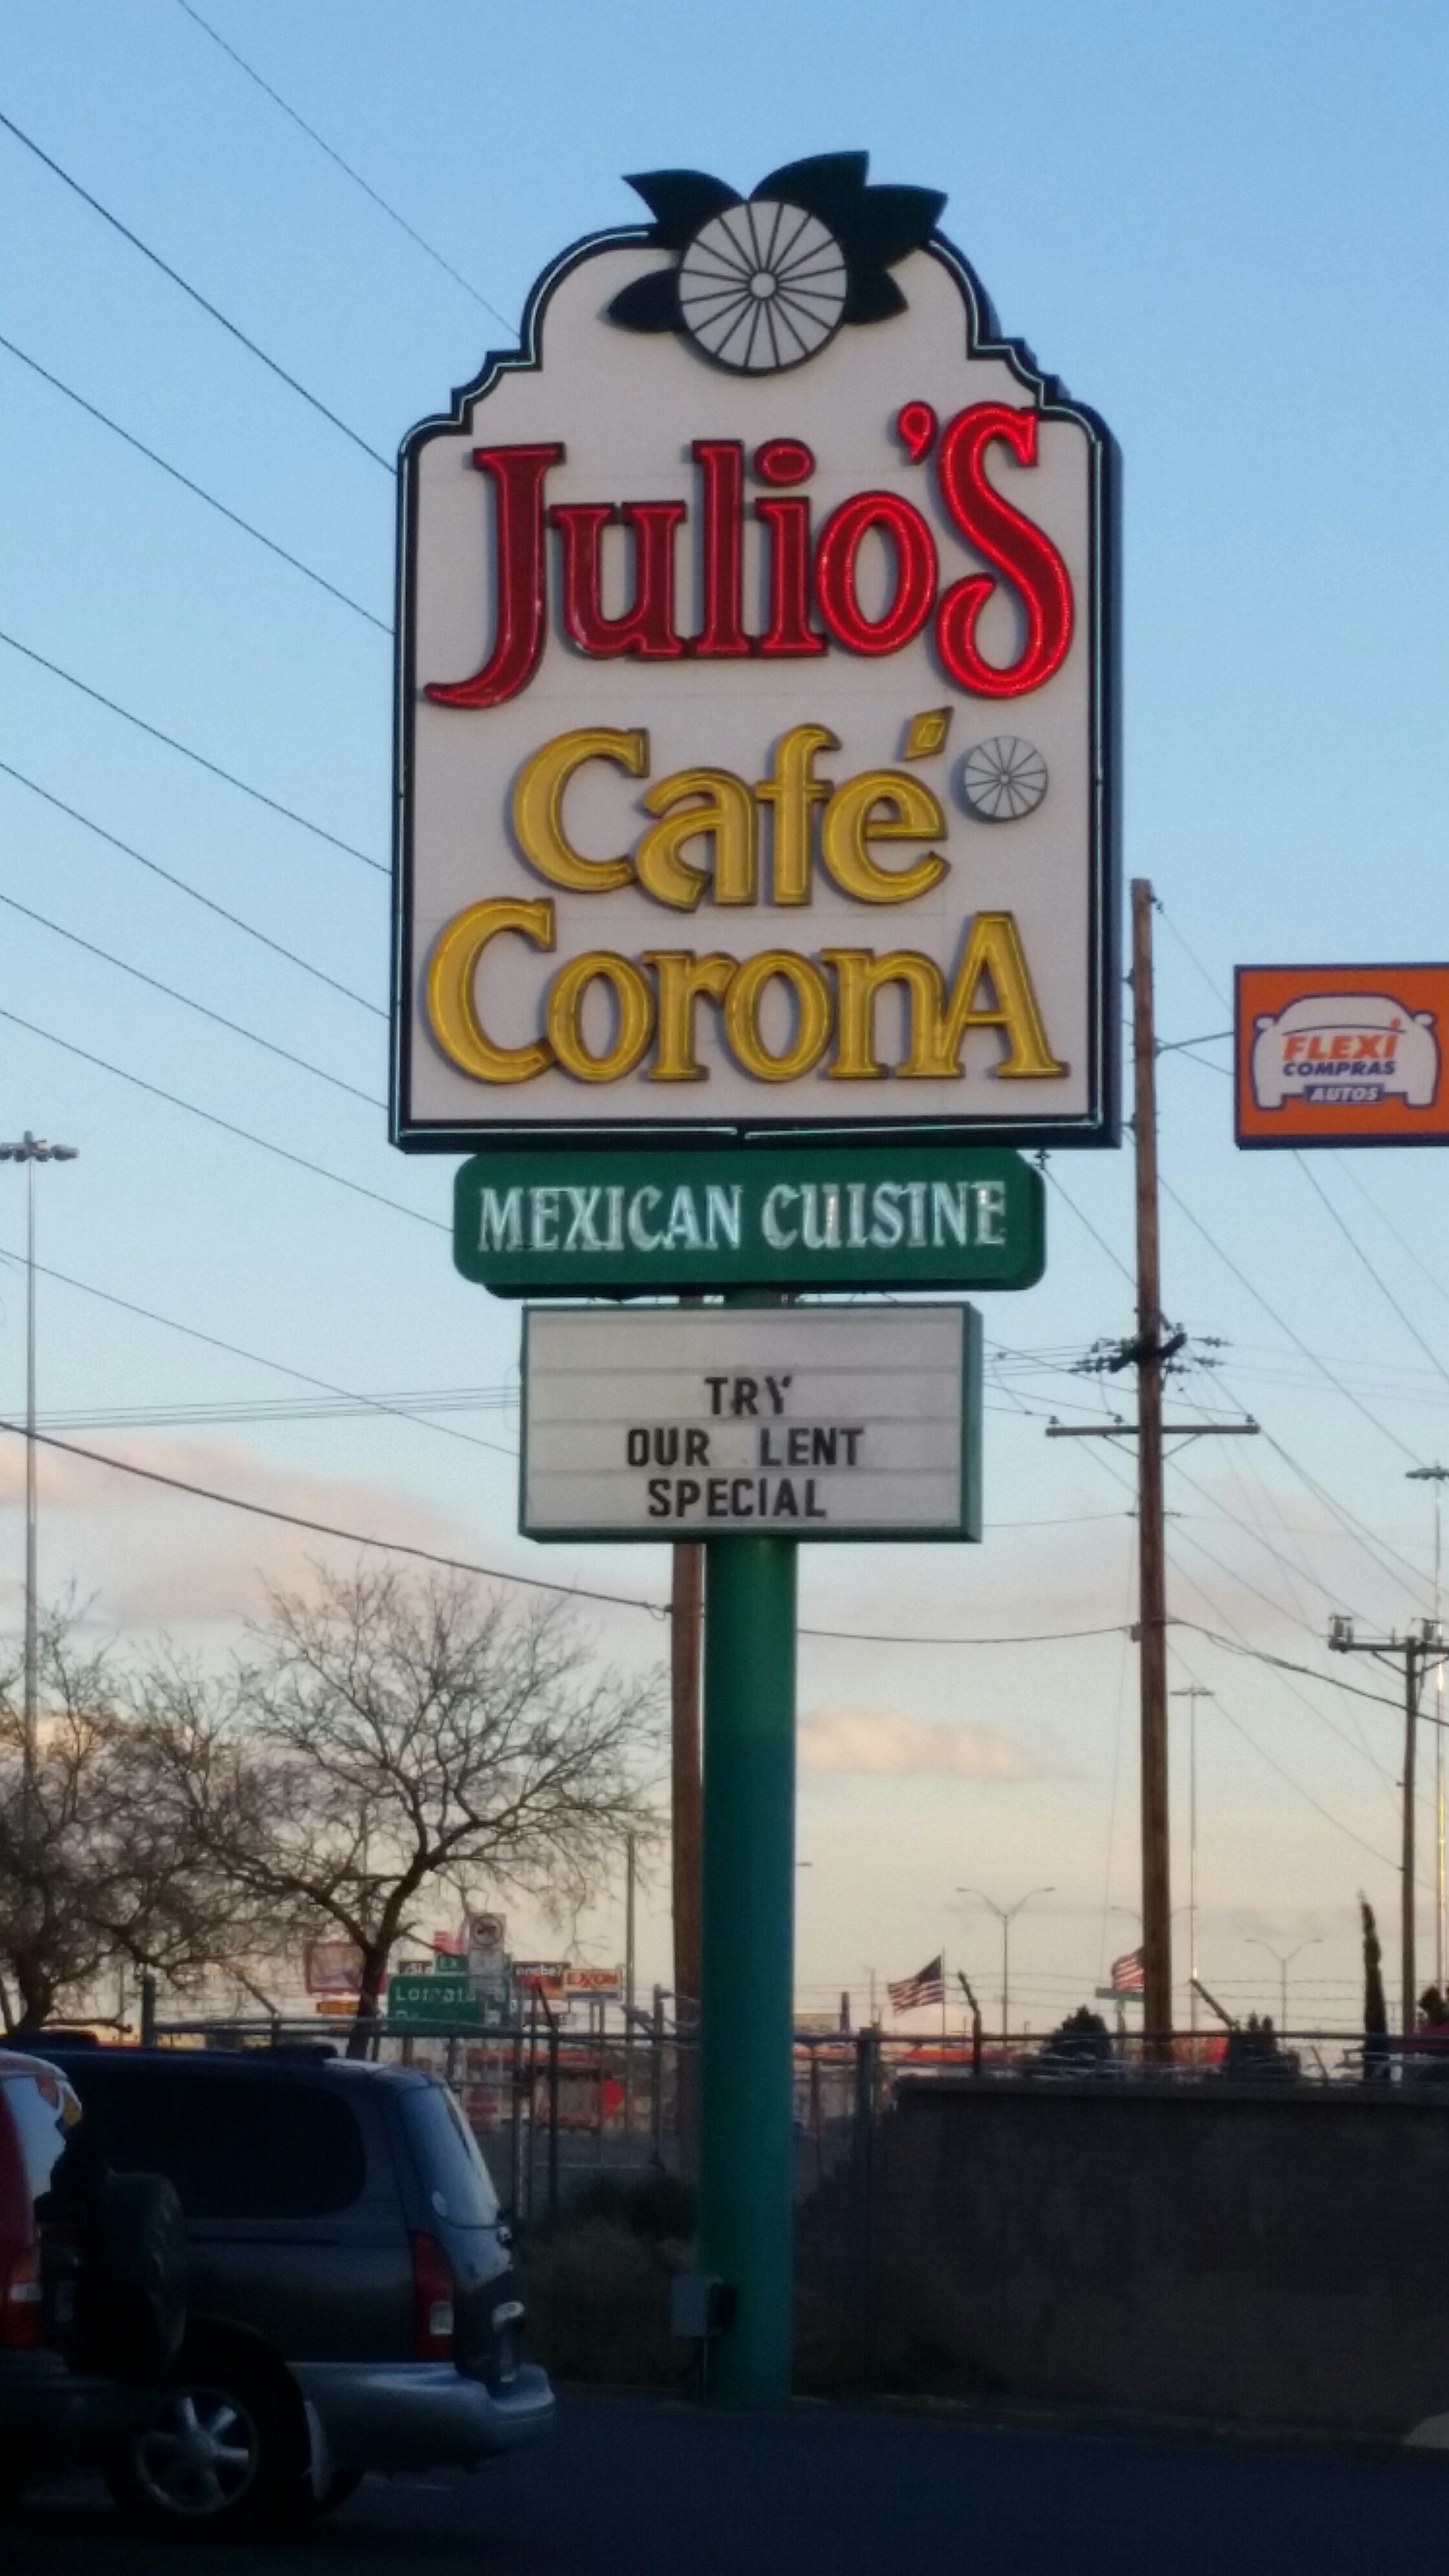 Julio'S
Café
CoronA
MEXICAN CUISINE
TRY
OUR LENT
SPECIAL
FLEXI
COMPRAS
AUTOS
EXXON